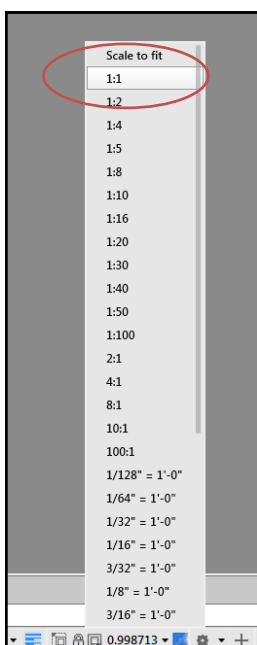 Scale to fit
1:1
1:2
1:4
1:5
1:8
1:10
1:16
1:20
1:30
1:40
1:50
1:100
2:1
4:1
8:1
10:1
100:1
1/128" = 1'-0"
1/64" = 1'-0"
1/32" = 1'-0"
1/16" = 1'-0"
3/32" = 1'-0"
1/8" = 1'-0"
3/16" = 1'-0"
0.998713